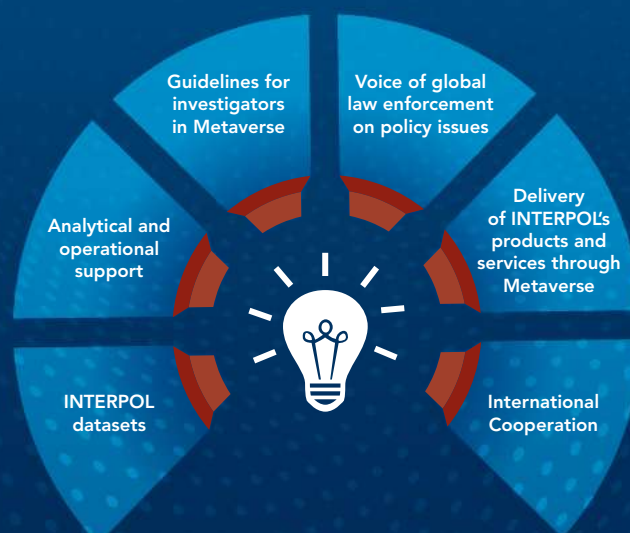 Guidelines for
investigators
in Metaverse
Voice of global
law enforcement
on policy issues
Analytical and
operational
support
Delivery
of INTERPOL's
products and
services through
Metaverse
INTERPOL
datasets
International
Cooperation